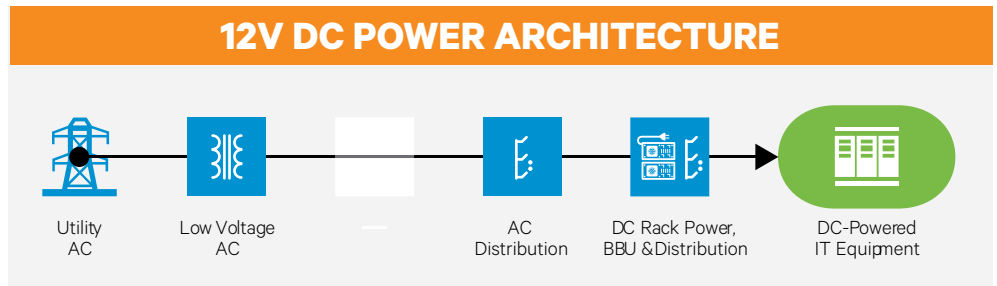 12V DC POWER ARCHITECTURE
Utility
AC
Low Voltage
AC
—
AC
Distribution
DC Rack Power,
BBU & Distribution
DC-Powered
IT Equipment